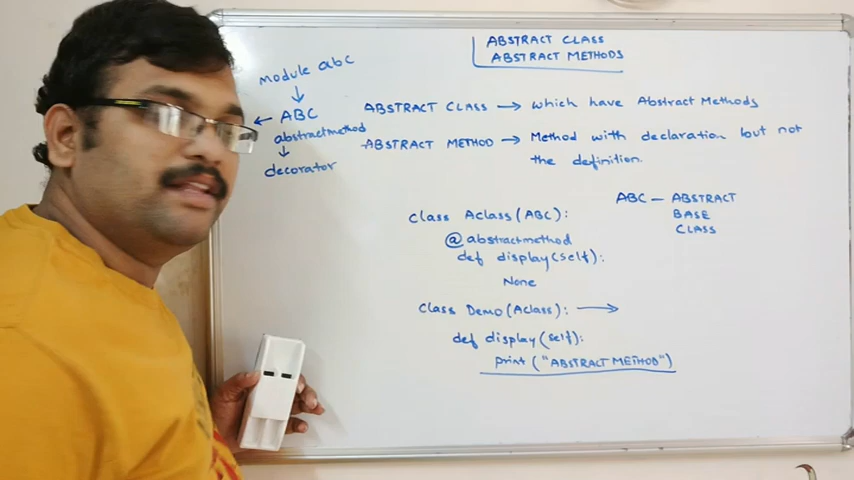 ABSTRACT CLASS
ABSTRACT METHODS
module abc
ABC
abstractmethod
decorator
ABSTRACT CLASS → which have Abstract Methods
ABSTRACT METHOD → Method with declaration but not
the definition.
ABC - ABSTRACT
BASE
CLASS
class Aclass(ABC):
@abstractmethod
def display(self):
None
class Demo(Aclass): →
def display(self):
print("ABSTRACT METHOD")